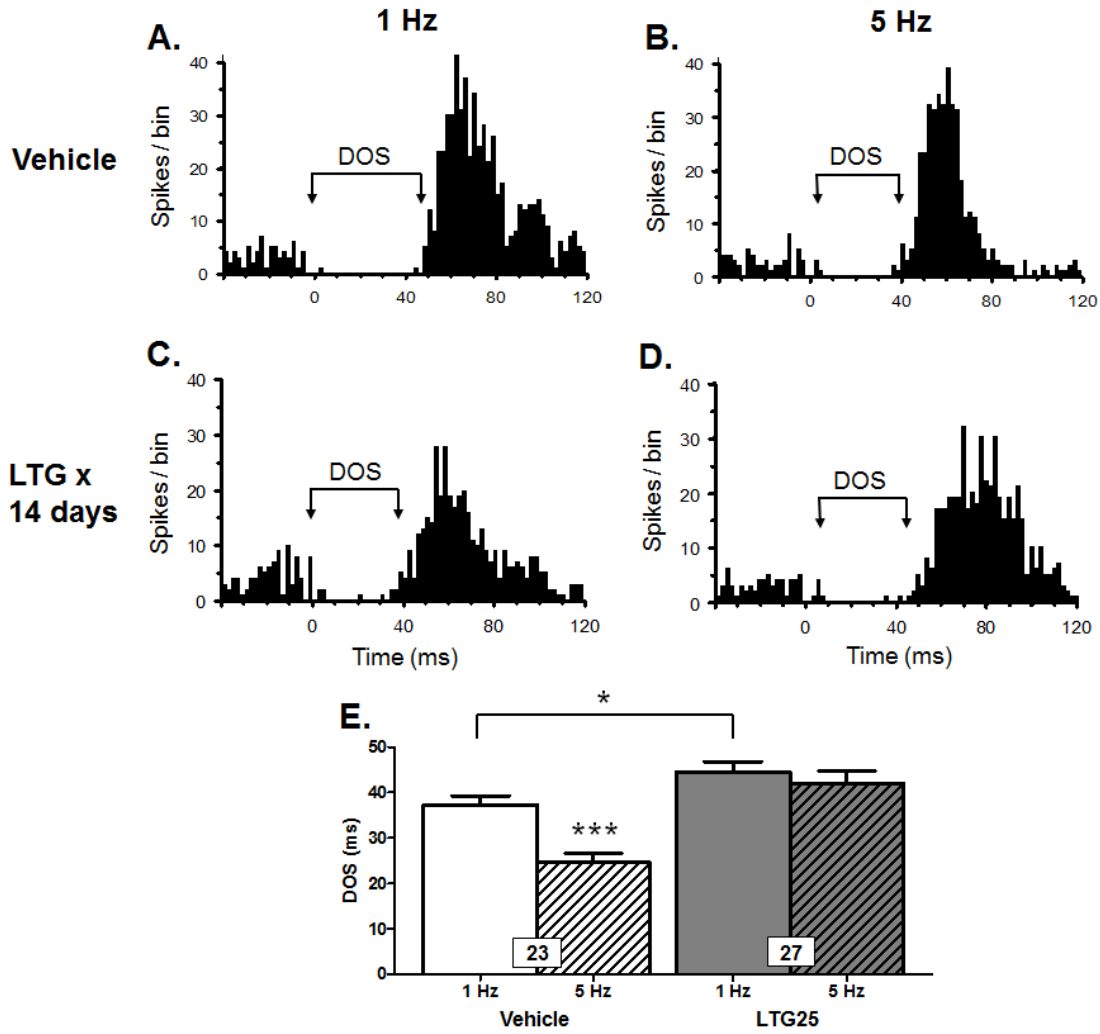 1 Hz
5 Hz
Vehicle
LTG x
14 days
A.
Spikes / bin
40
30
20
10
0
DOS
0
40
80
120
B.
Spikes / bin
40
30
20
10
0
DOS
0
40
80
120
C.
Spikes / bin
40
30
20
10
0
DOS
0
40
80
120
Time (ms)
D.
Spikes / bin
40
30
20
10
0
DOS
0
40
80
120
Time (ms)
E.
*
DOS (ms)
50
40
30
20
10
0
***
23
27
1 Hz
5 Hz
1 Hz
5 Hz
Vehicle
LTG25